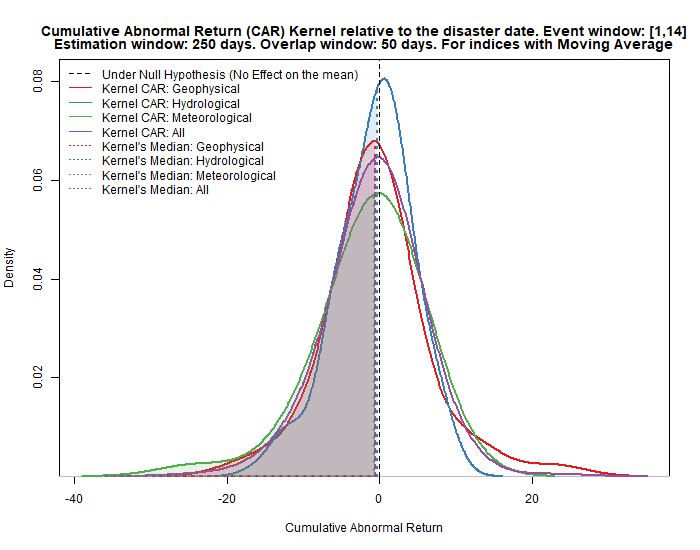 Cumulative Abnormal Return (CAR) Kernel relative to the disaster date. Event window: [1,14]
Estimation window: 250 days. Overlap window: 50 days. For indices with Moving Average
Under Null Hypothesis (No Effect on the mean)
Kernel CAR: Geophysical
Kernel CAR: Hydrological
Kernel CAR: Meteorological
Kernel CAR: All
Kernel's Median: Geophysical
Kernel's Median: Hydrological
Kernel's Median: Meteorological
Kernel's Median: All
0.08
0.06
0.04
0.02
Density
-40
-20
0
20
Cumulative Abnormal Return